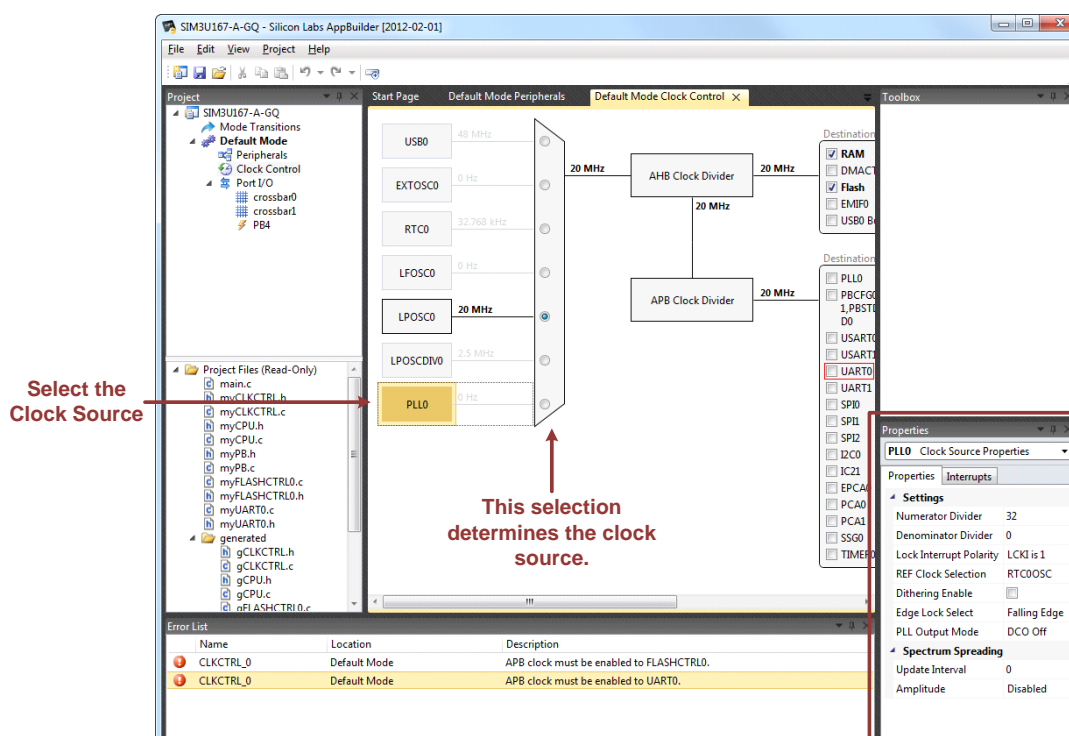 SIM3U167-A-GQ - Silicon Labs AppBuilder [2012-02-01]
File Edit View Project Help
Project
SIM3U167-A-GQ
Mode Transitions
Default Mode
Peripherals
Clock Control
Port I/O
crossbar0
crossbar1
PB4
Project Files (Read-Only)
main.c
myCLKCTRL.h
myCLKCTRL.c
myCPU.h
myCPU.c
myPB.h
myPB.c
myFLASHCTRL0.c
myFLASHCTRL0.h
myUART0.c
myUART0.h
generated
gCLKCTRL.h
gCLKCTRL.c
gCPU.h
gCPU.c
gFLASHCTRL0.c
Select the
Clock Source
Start Page Default Mode Peripherals Default Mode Clock Control
USB0 48 MHz
EXTOSC0 0 Hz
RTC0 32.768 kHz
LFOSC0 0 Hz
LPOSC0 20 MHz
LPOSCDIV0 2.5 MHz
PLL0 0 Hz
20 MHz
AHB Clock Divider
20 MHz
20 MHz
APB Clock Divider
20 MHz
This selection
determines the clock
source.
Destination
RAM
DMACT
Flash
EMIF0
USB0 B
Destination
PLL0
PBCFG0
1,PBSTD
D0
USART0
USART1
UART0
UART1
SPI0
SPI1
SPI2
I2C0
IC21
EPCA0
PCA0
PCA1
SSG0
TIMER0
Toolbox
Properties
PLL0 Clock Source Properties
Properties Interrupts
Settings
Numerator Divider 32
Denominator Divider 0
Lock Interrupt Polarity LCKI is 1
REF Clock Selection RTC0OSC
Dithering Enable
Edge Lock Select Falling Edge
PLL Output Mode DCO Off
Spectrum Spreading
Update Interval 0
Amplitude Disabled
Error List
Name Location Description
CLKCTRL_0 Default Mode APB clock must be enabled to FLASHCTRL0.
CLKCTRL_0 Default Mode APB clock must be enabled to UART0.